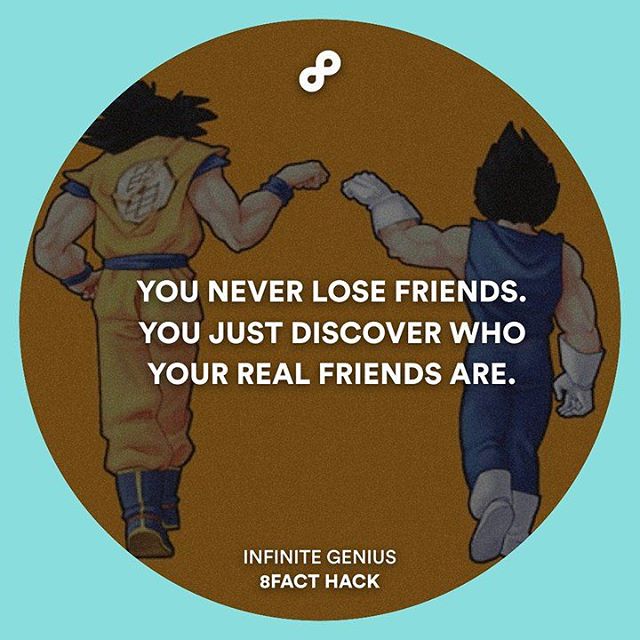 YOU NEVER LOSE FRIENDS.
YOU JUST DISCOVER WHO
YOUR REAL FRIENDS ARE.
INFINITE GENIUS
8FACT HACK